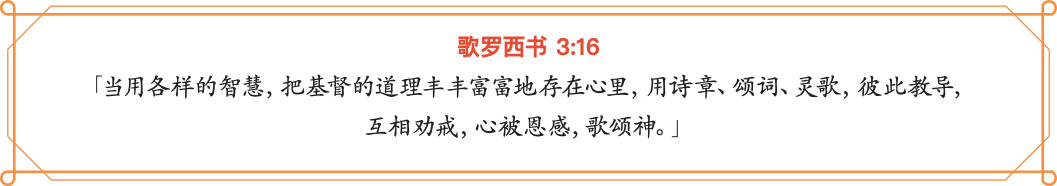 歌罗西书 3:16
「当用各样的智慧, 把基督的道理丰丰富富地存在心里, 用诗章、颂词、灵歌, 彼此教导,
互相劝戒, 心被恩感, 歌颂神。」